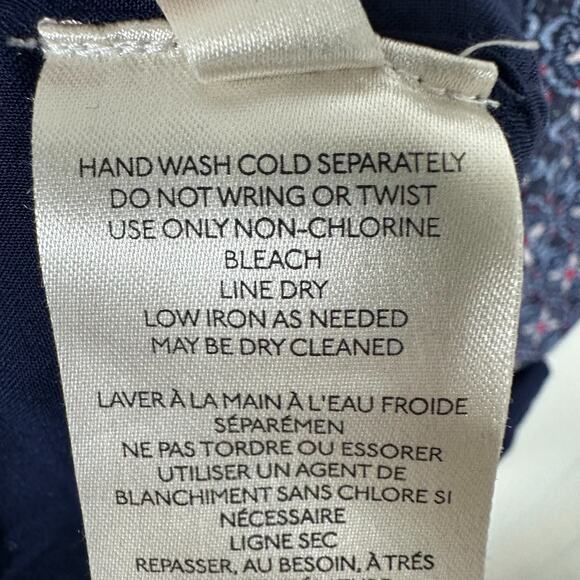 HAND WASH COLD SEPARATELY
DO NOT WRING OR TWIST
USE ONLY NON-CHLORINE
BLEACH
LINE DRY
LOW IRON AS NEEDED
MAY BE DRY CLEANED
LAVER À LA MAIN À L'EAU FROIDE
SÉPARÉMEN
NE PAS TORDRE OU ESSORER
UTILISER UN AGENT DE
BLANCHIMENT SANS CHLORE SI
NÉCESSAIRE
LIGNE SEC
REPASSER, AU BESOIN, À TRÉS